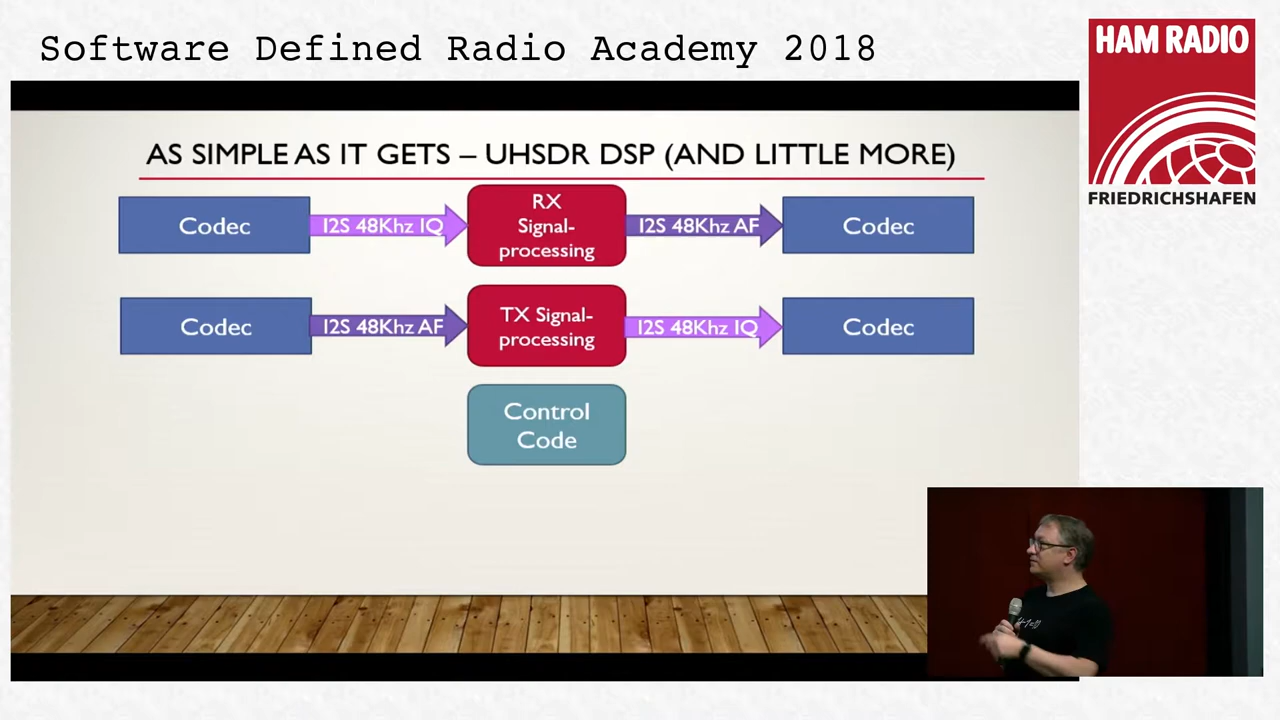 Software Defined Radio Academy 2018
HAM RADIO
FRIEDRICHSHAFEN
AS SIMPLE AS IT GETS – UHSDR DSP (AND LITTLE MORE)
Codec
I2S 48Khz IQ
RX
Signal-
processing
I2S 48Khz AF
Codec
Codec
I2S 48Khz AF
TX Signal-
processing
I2S 48Khz IQ
Codec
Control
Code